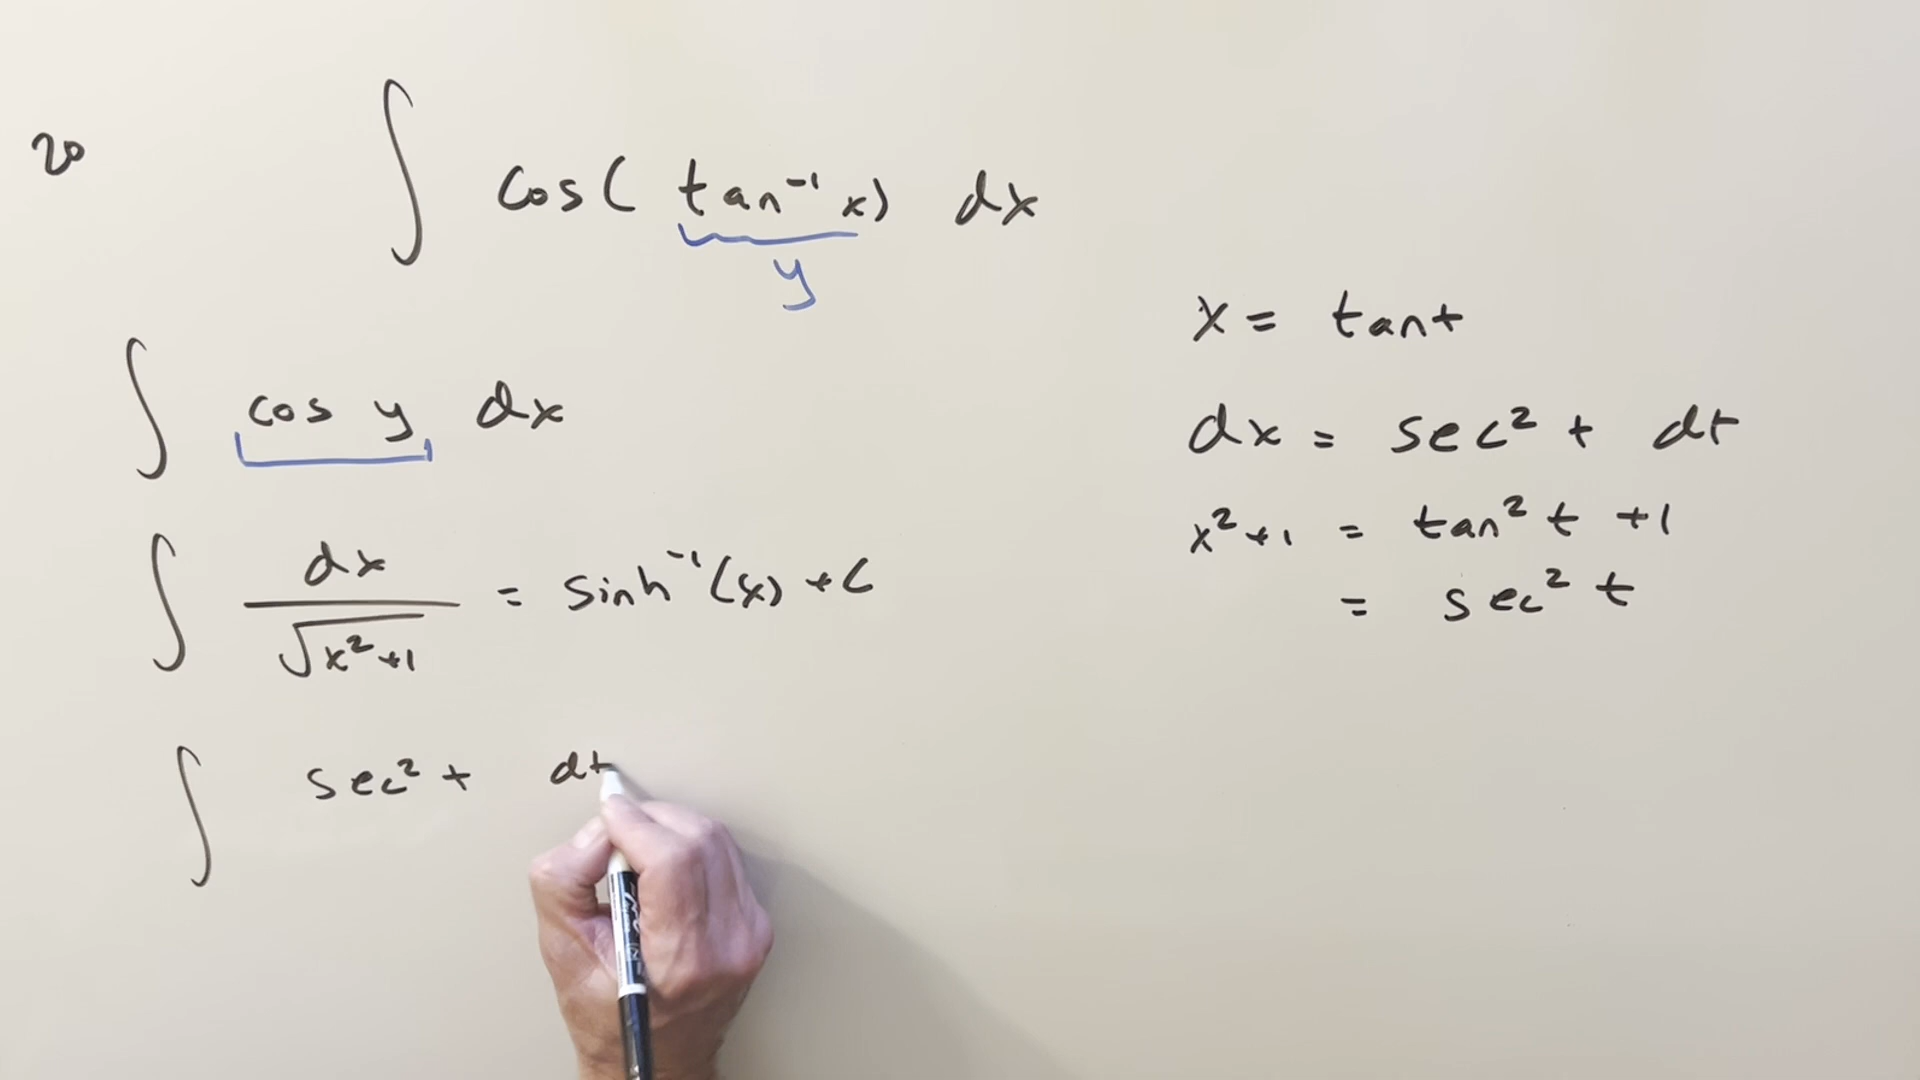 20
∫ cos( tan⁻¹ x) dx
y
∫ cos y dx
∫ dx / √(x² + 1) = sinh⁻¹(x) + C
∫ sec² t dt
x = tan t
dx = sec² t dt
x² + 1 = tan² t + 1
= sec² t